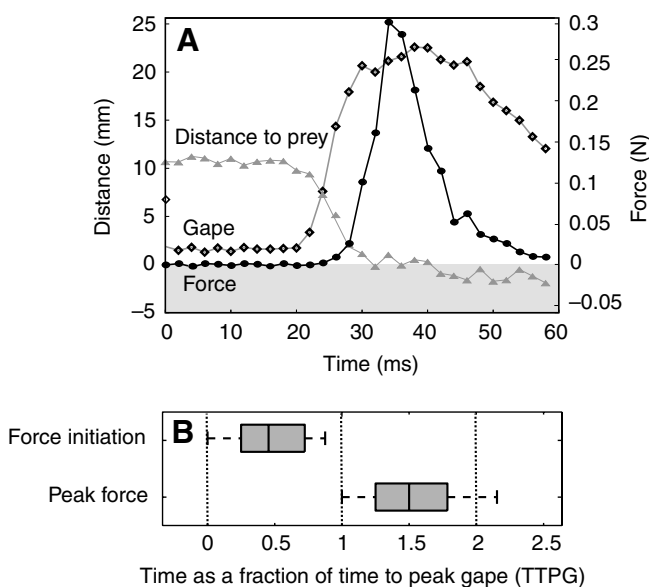 A
25
20
15
10
5
0
−5
Distance (mm)
0.3
0.25
0.2
0.15
0.1
0.05
0
−0.05
Force (N)
Distance to prey
Gape
Force
0 10 20 30 40 50 60
Time (ms)
B
Force initiation
Peak force
0 0.5 1 1.5 2 2.5
Time as a fraction of time to peak gape (TTPG)